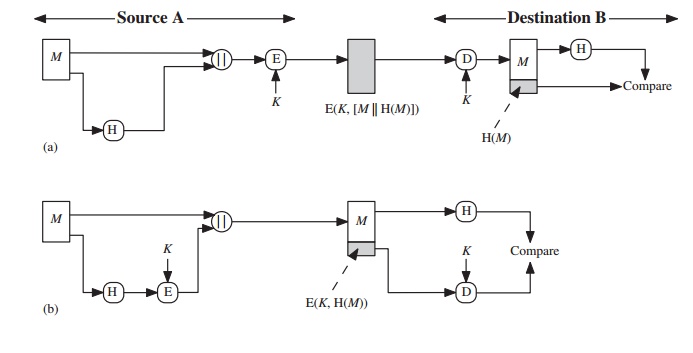 Source A Destination B
M || E D M H
K K Compare
E(K, [M || H(M)])
H
H(M)
(a)
M || M H
K K Compare
H E D
E(K, H(M))
(b)